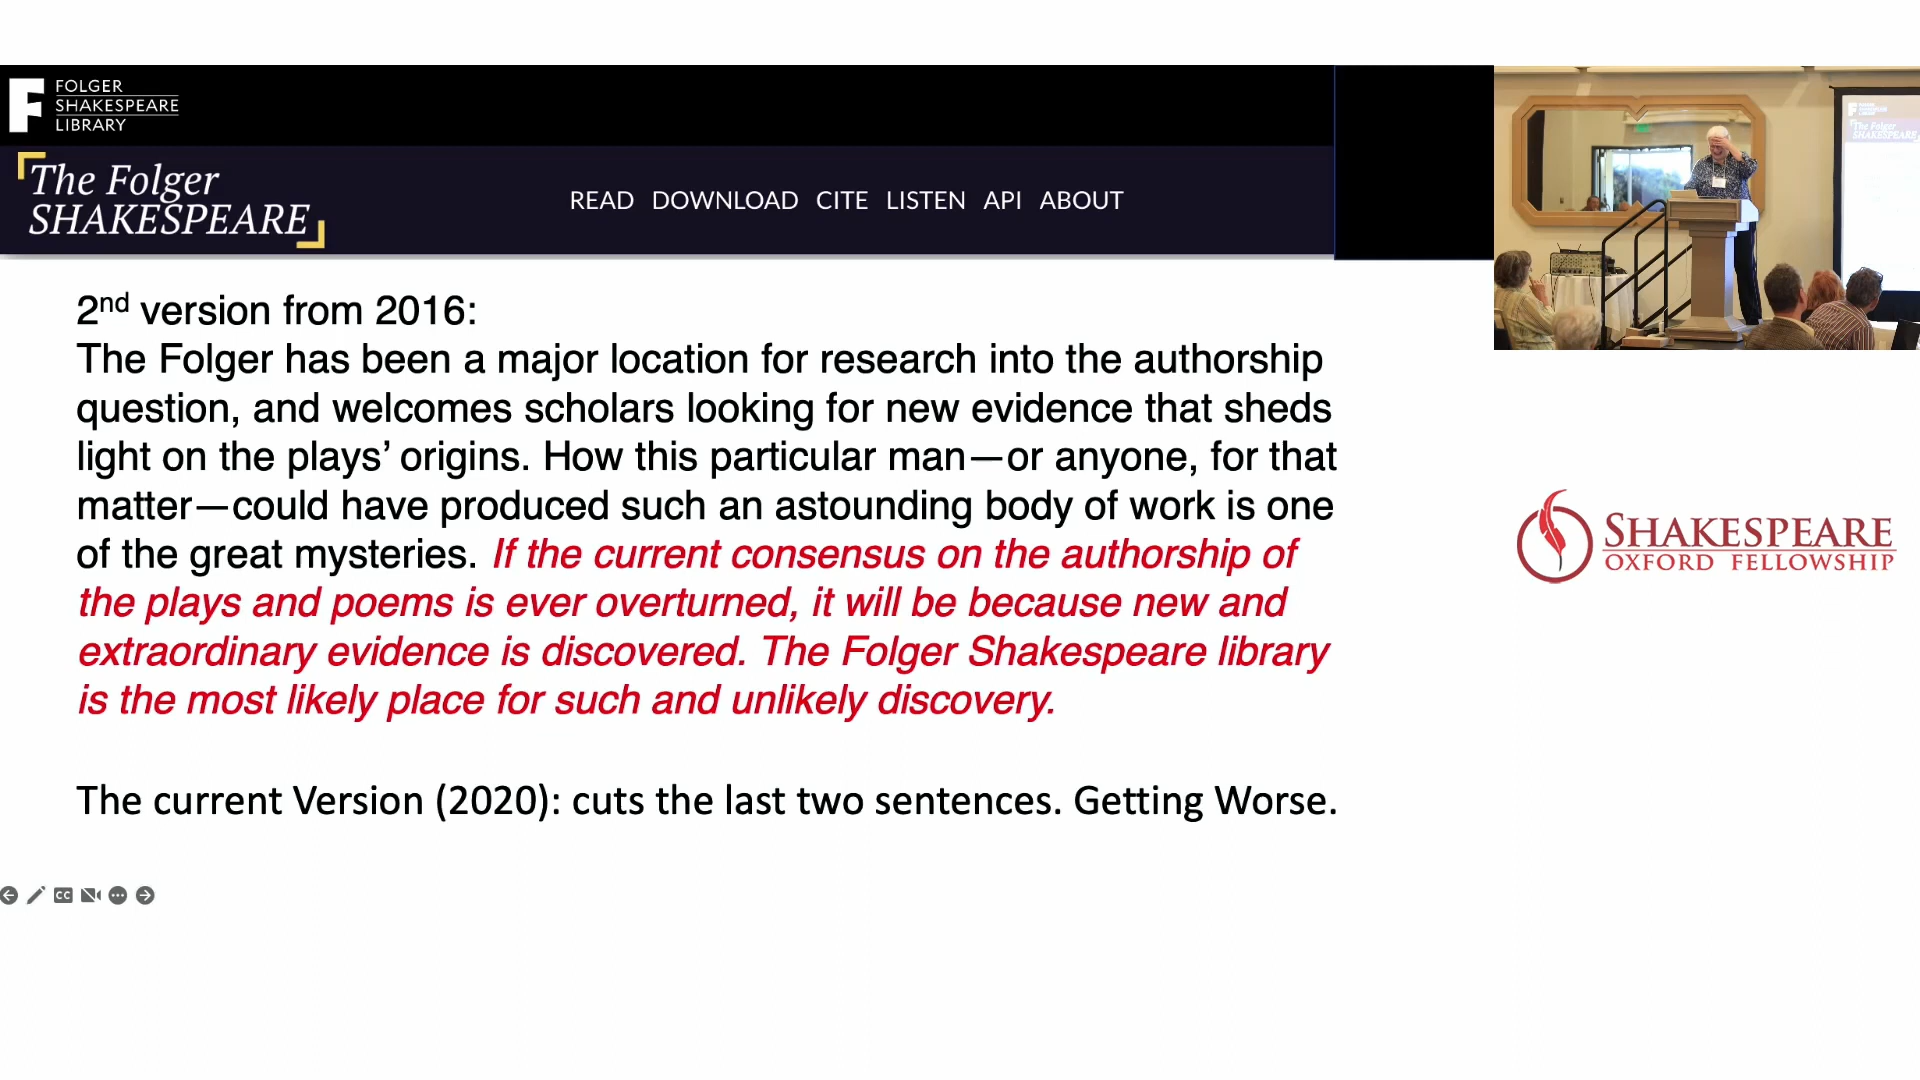 FOLGER
SHAKESPEARE
LIBRARY
The Folger
SHAKESPEARE
READ DOWNLOAD CITE LISTEN API ABOUT
2nd version from 2016:
The Folger has been a major location for research into the authorship
question, and welcomes scholars looking for new evidence that sheds
light on the plays’ origins. How this particular man—or anyone, for that
matter—could have produced such an astounding body of work is one
of the great mysteries. If the current consensus on the authorship of
the plays and poems is ever overturned, it will be because new and
extraordinary evidence is discovered. The Folger Shakespeare library
is the most likely place for such and unlikely discovery.
The current Version (2020): cuts the last two sentences. Getting Worse.
CC
The Folger
SHAKESPEARE
SHAKESPEARE
OXFORD FELLOWSHIP